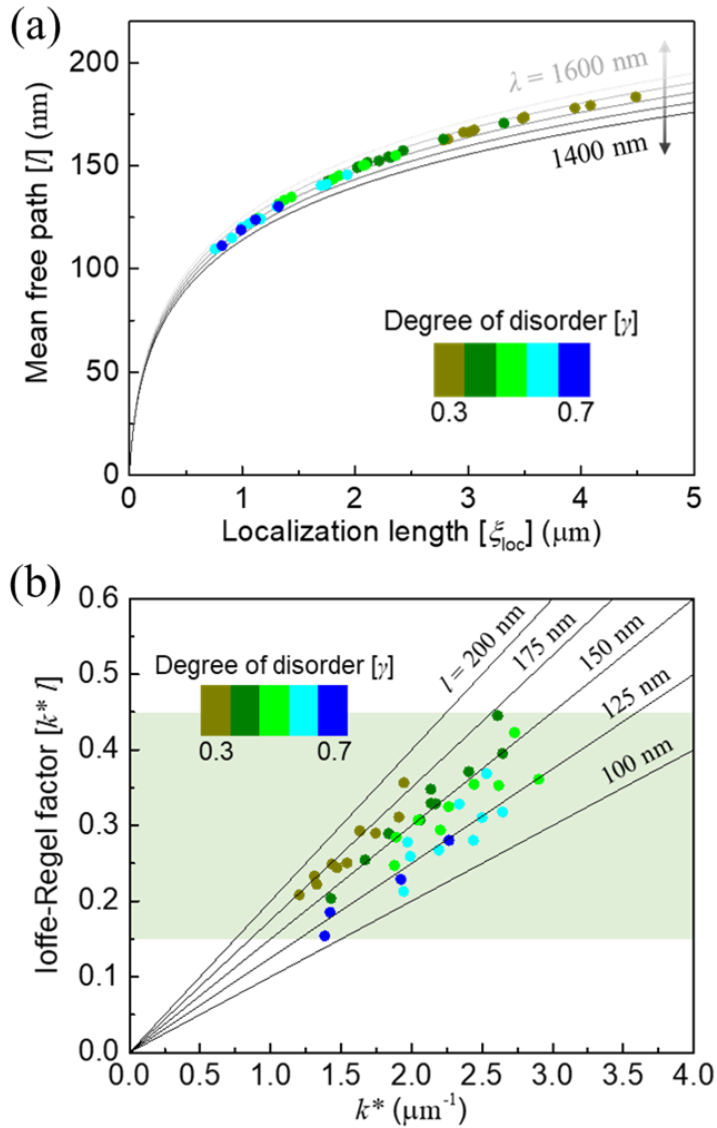 (a)
200
150
100
50
0
Mean free path [l] (nm)
λ = 1600 nm
1400 nm
Degree of disorder [γ]
0.3 0.7
0 1 2 3 4 5
Localization length [ξloc] (μm)
(b)
0.6
0.5
0.4
0.3
0.2
0.1
0.0
Ioffe-Regel factor [k* l]
Degree of disorder [γ]
0.3 0.7
l = 200 nm
175 nm
150 nm
125 nm
100 nm
0.0 0.5 1.0 1.5 2.0 2.5 3.0 3.5 4.0
k* (μm⁻¹)